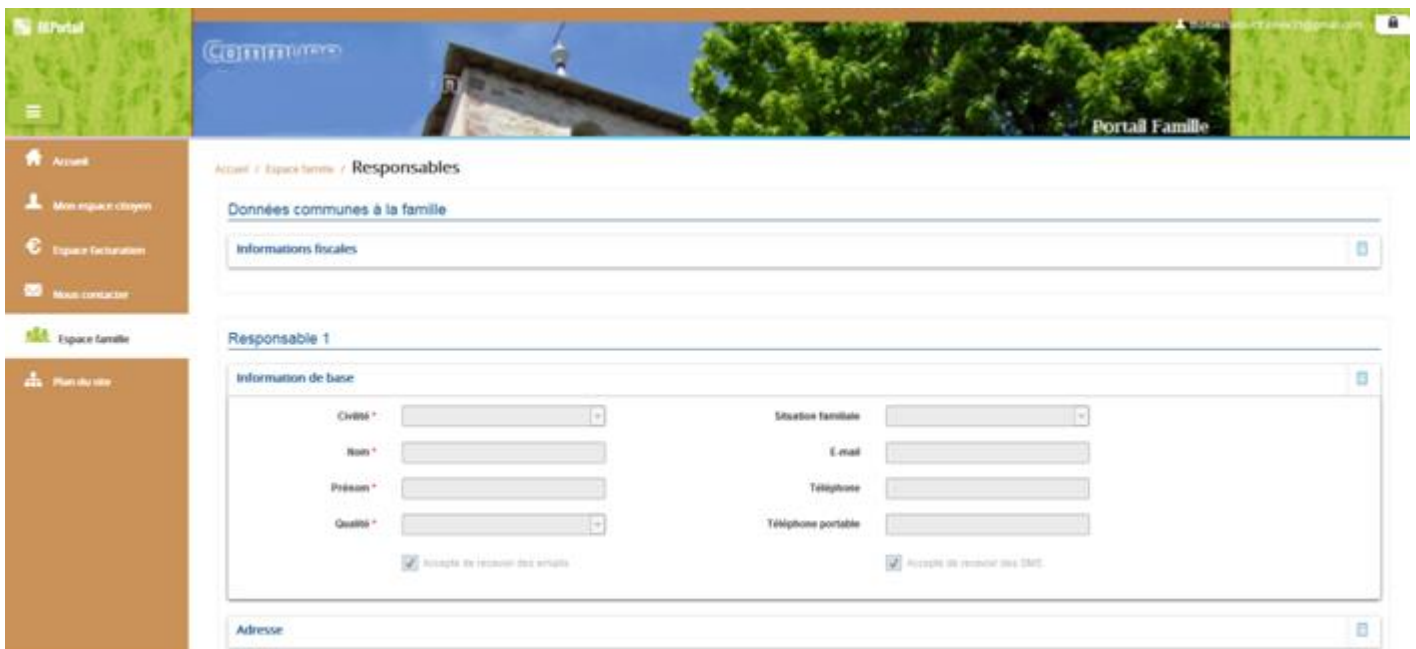 Commune
Portail Famille
Accueil
Mon espace citoyen
Espace facturation
Nous contacter
Espace famille
Plan du site
Accueil / Espace famille / Responsables
Données communes à la famille
Informations fiscales
Responsable 1
Information de base
Civilité *
Situation familiale
Nom *
E-mail
Prénom *
Téléphone
Qualité *
Téléphone portable
Accepte de recevoir des emails
Accepte de recevoir des SMS
Adresse